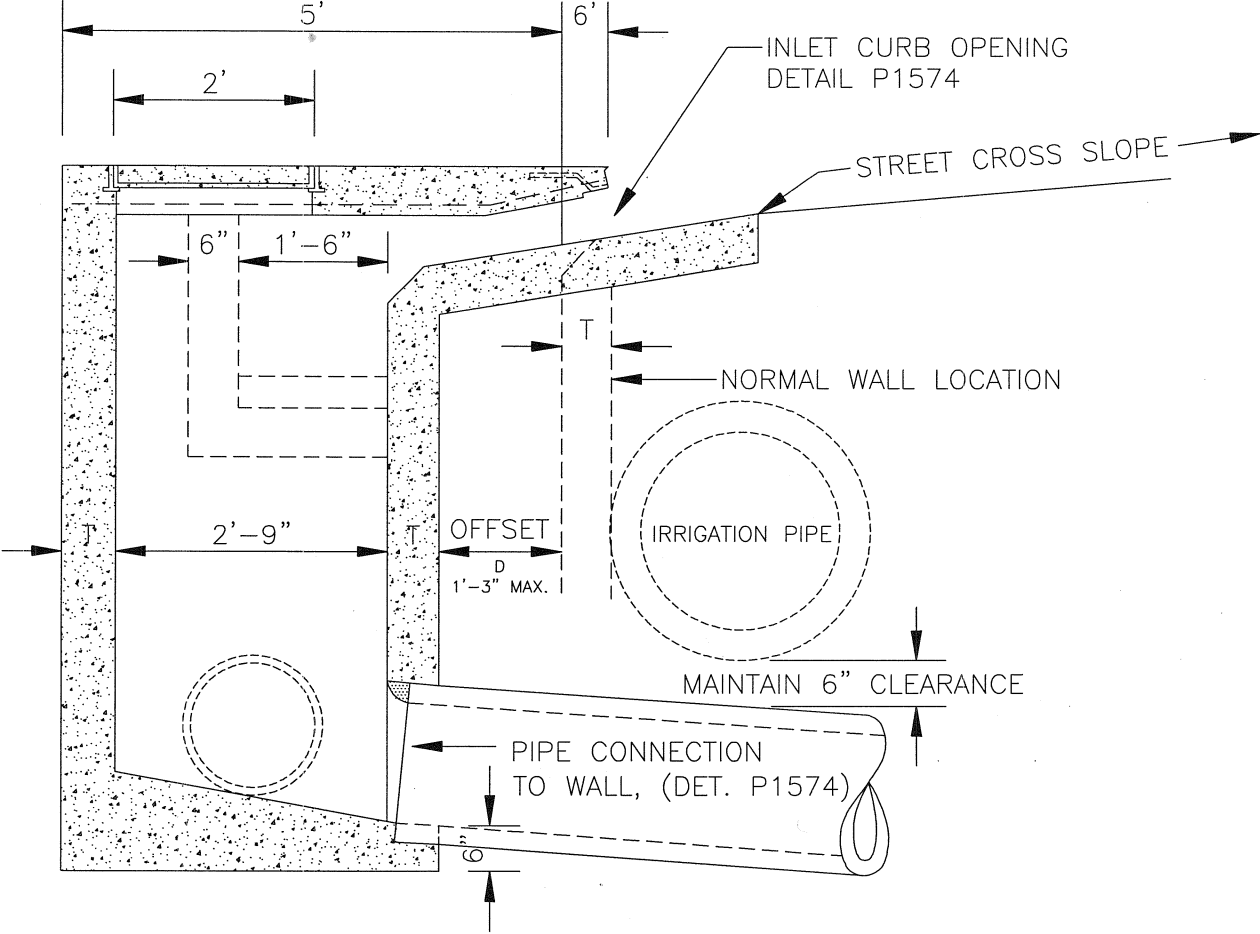 5'
6'
INLET CURB OPENING
DETAIL P1574
2'
STREET CROSS SLOPE
6"
1'-6"
T
NORMAL WALL LOCATION
T
2'-9"
T
OFFSET
D
1'-3" MAX.
IRRIGATION PIPE
MAINTAIN 6" CLEARANCE
PIPE CONNECTION
TO WALL, (DET. P1574)
6"